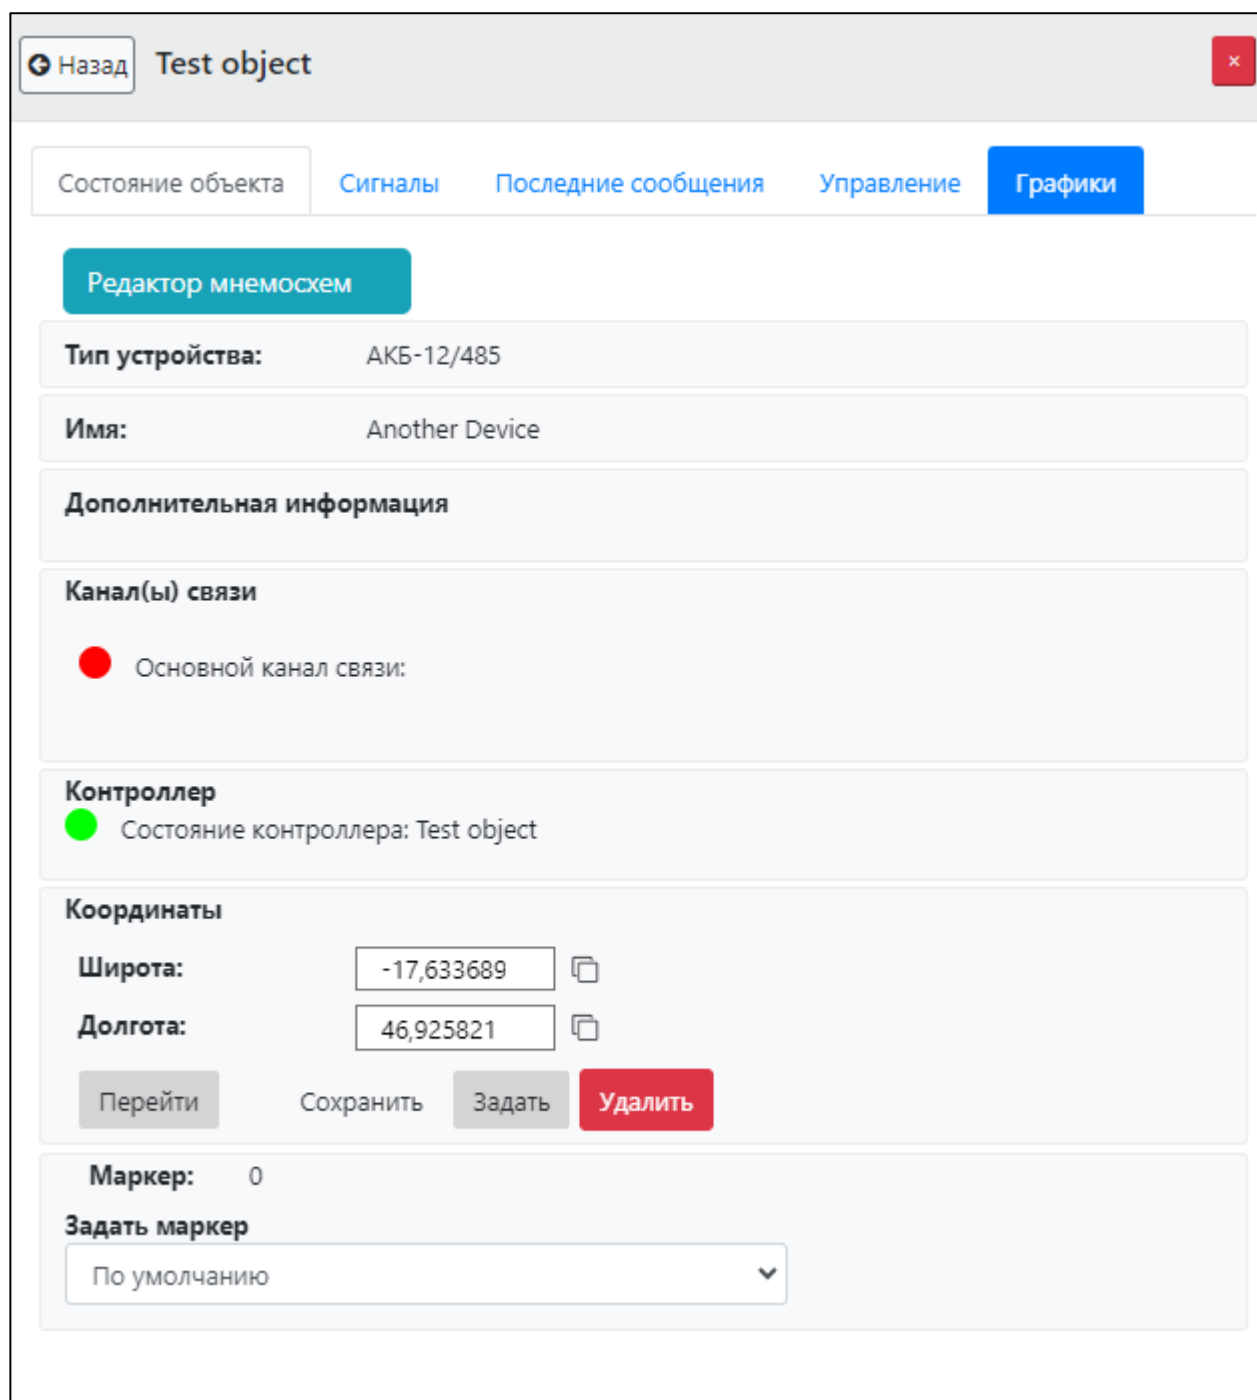 Назад Test object ×
Состояние объекта Сигналы Последние сообщения Управление Графики
Редактор мнемосхем
Тип устройства: АКБ-12/485
Имя: Another Device
Дополнительная информация
Канал(ы) связи
Основной канал связи:
Контроллер
Состояние контроллера: Test object
Координаты
Широта: -17,633689
Долгота: 46,925821
Перейти Сохранить Задать Удалить
Маркер: 0
Задать маркер
По умолчанию